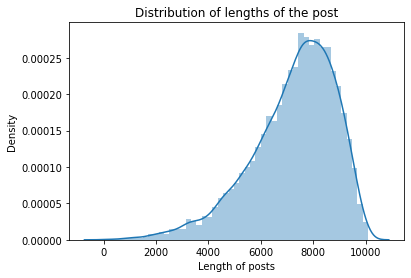 Distribution of lengths of the post
Density
0.00025
0.00020
0.00015
0.00010
0.00005
0.00000
0 2000 4000 6000 8000 10000
Length of posts